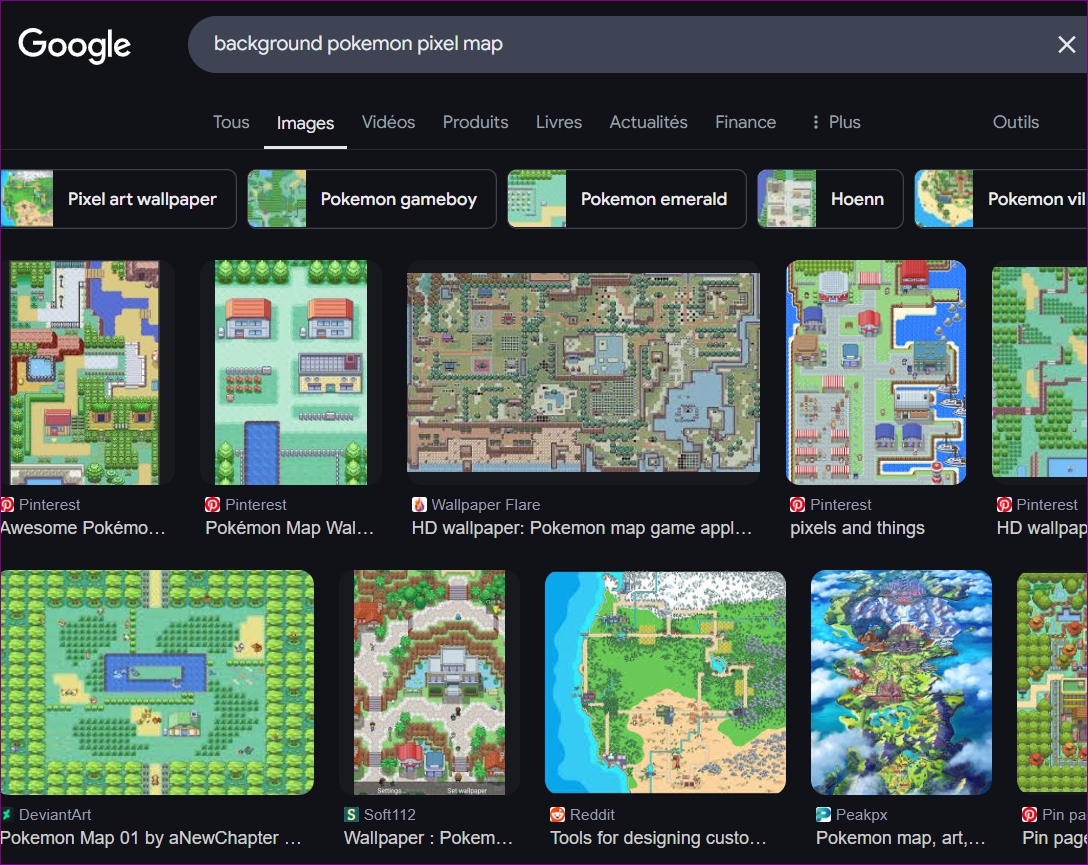 Google
background pokemon pixel map
Tous Images Vidéos Produits Livres Actualités Finance Plus Outils
Pixel art wallpaper
Pokemon gameboy
Pokemon emerald
Hoenn
Pokemon vil
Pinterest
Awesome Pokémo...
Pinterest
Pokémon Map Wal...
Wallpaper Flare
HD wallpaper: Pokemon map game appl...
Pinterest
pixels and things
Pinterest
HD wallpap
DeviantArt
Pokemon Map 01 by aNewChapter ...
Settings
Set wallpaper
Soft112
Wallpaper : Pokem...
Reddit
Tools for designing custo...
Peakpx
Pokemon map, art,...
Pin pa
Pin page